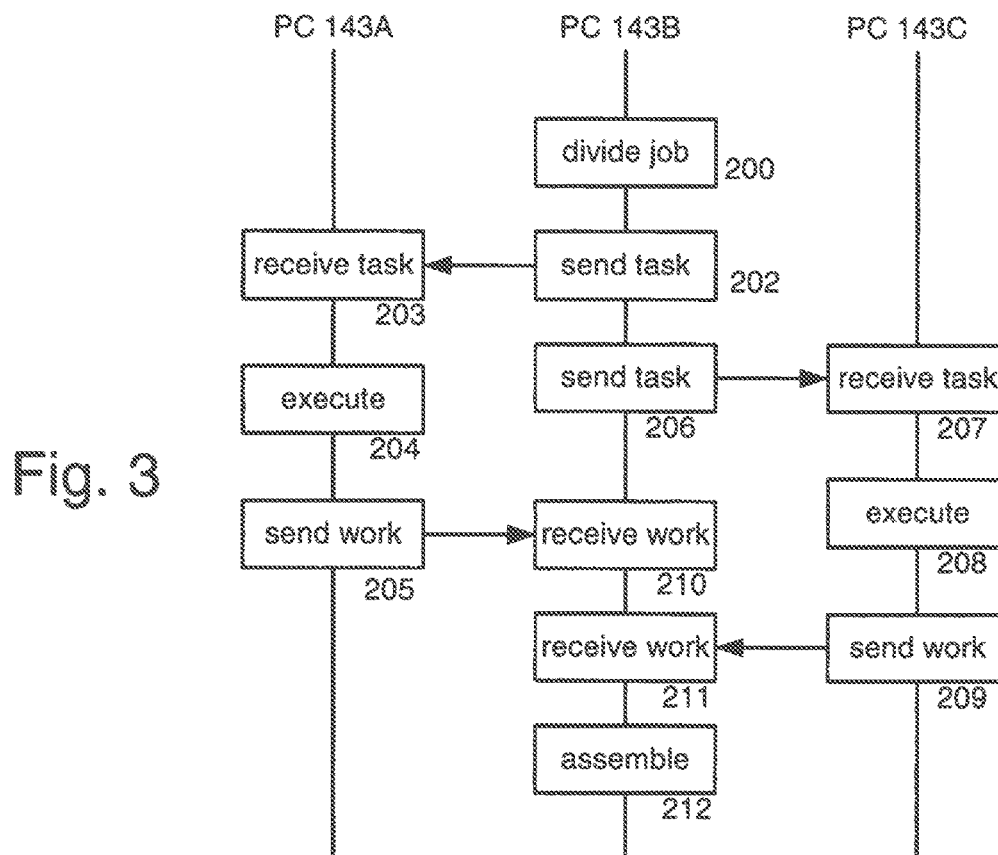 PC 143A
PC 143B
PC 143C
divide job
200
receive task
203
send task
202
execute
204
send task
206
receive task
207
Fig. 3
send work
205
receive work
210
execute
208
receive work
211
send work
209
assemble
212